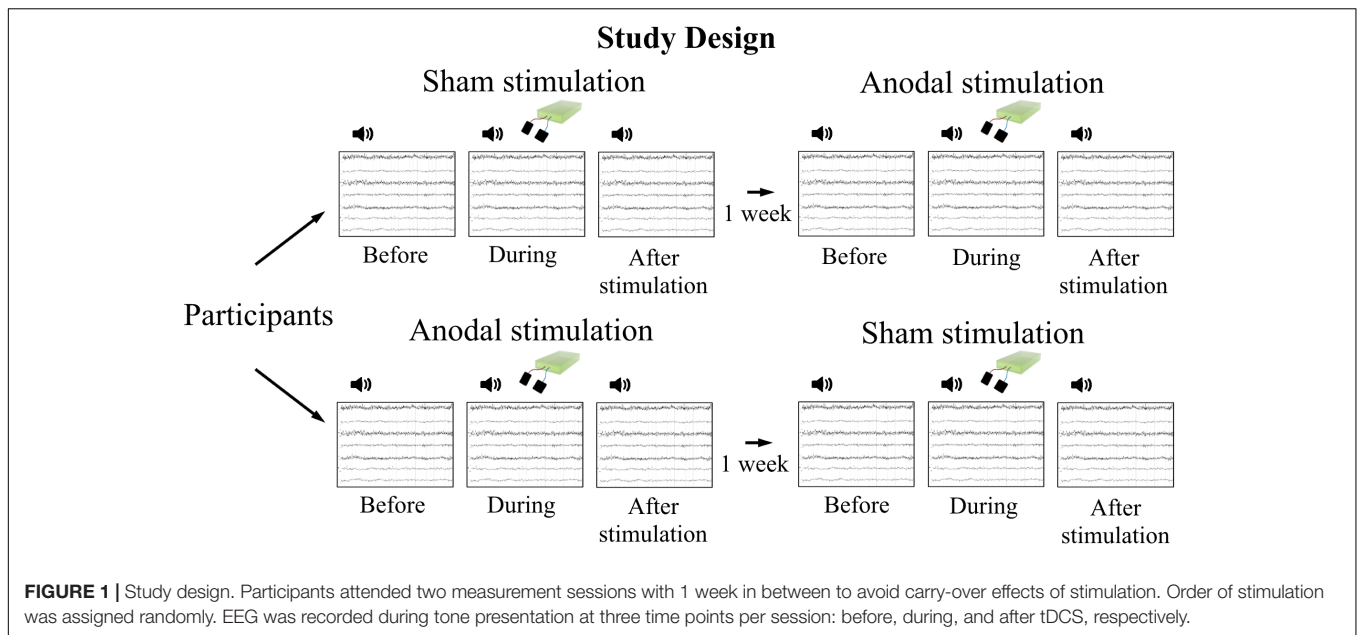 Study Design
Sham stimulation
Anodal stimulation
Before
During
After
stimulation
1 week
Before
During
After
stimulation
Participants
Anodal stimulation
Sham stimulation
Before
During
After
stimulation
1 week
Before
During
After
stimulation
FIGURE 1 | Study design. Participants attended two measurement sessions with 1 week in between to avoid carry-over effects of stimulation. Order of stimulation
was assigned randomly. EEG was recorded during tone presentation at three time points per session: before, during, and after tDCS, respectively.